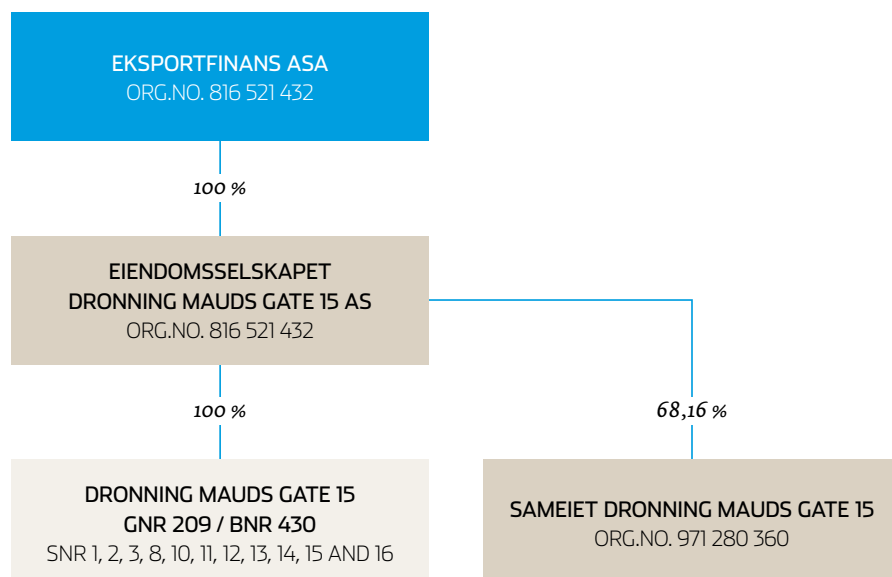 EKSPORTFINANS ASA
ORG.NO. 816 521 432
100 %
EIENDOMSSELSKAPET
DRONNING MAUDS GATE 15 AS
ORG.NO. 816 521 432
100 %
68,16 %
DRONNING MAUDS GATE 15
GNR 209 / BNR 430
SNR 1, 2, 3, 8, 10, 11, 12, 13, 14, 15 AND 16
SAMEIET DRONNING MAUDS GATE 15
ORG.NO. 971 280 360